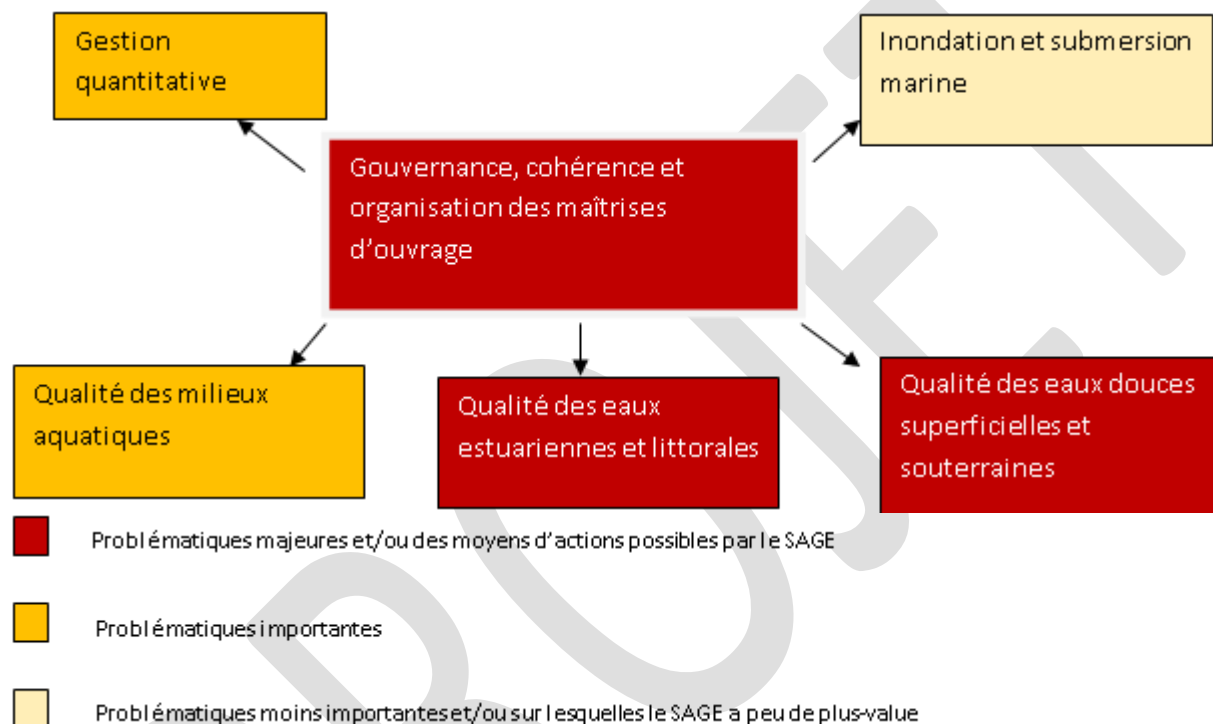 Gestion
quantitative
Inondation et submersion
marine
Gouvernance, cohérence et
organisation des maîtrises
d'ouvrage
Qualité des milieux
aquatiques
Qualité des eaux
estuariennes et littorales
Qualité des eaux douces
superficielles et
souterraines
Problématiques majeures et/ou des moyens d'actions possibles par le SAGE
Problématiques importantes
Problématiques moins importantes et/ou sur lesquelles le SAGE a peu de plus-value
PROJET